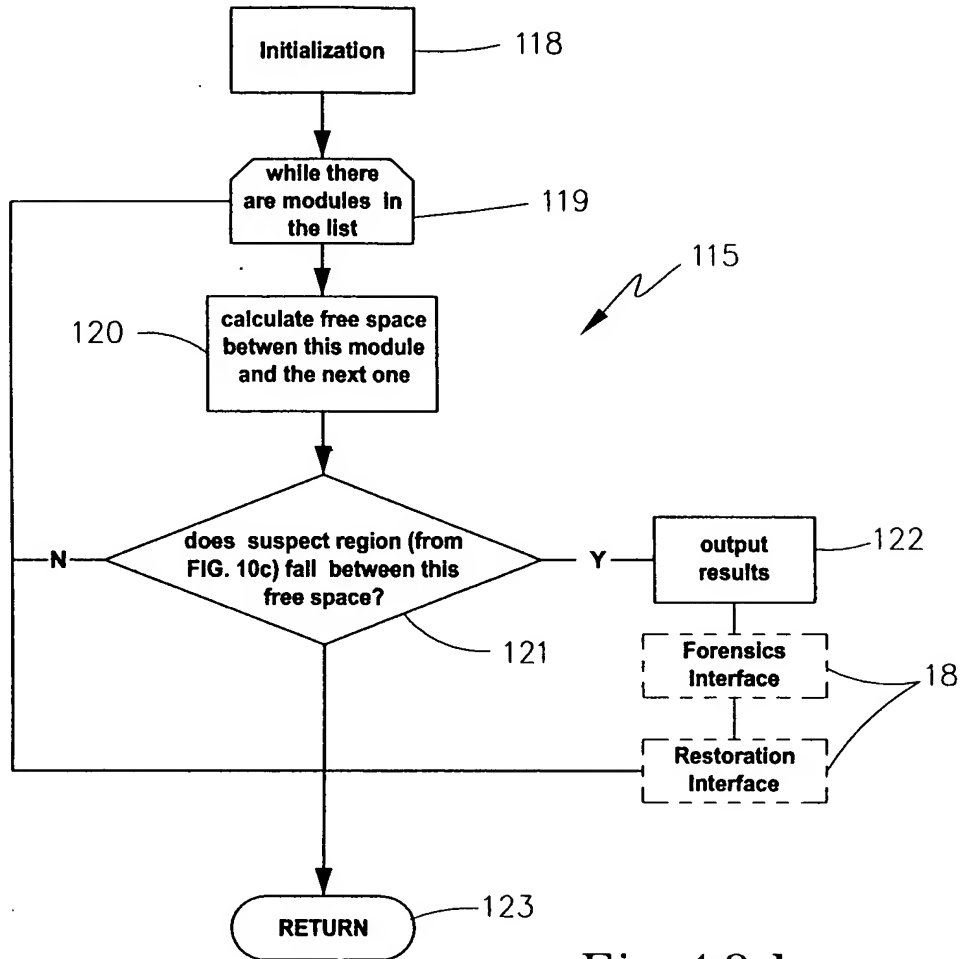 Initialization
118
while there
are modules in
the list
119
115
120
calculate free space
betwen this module
and the next one
N
does suspect region (from
FIG. 10c) fall between this
free space?
Y
output
results
122
121
Forensics
Interface
18
Restoration
Interface
RETURN
123